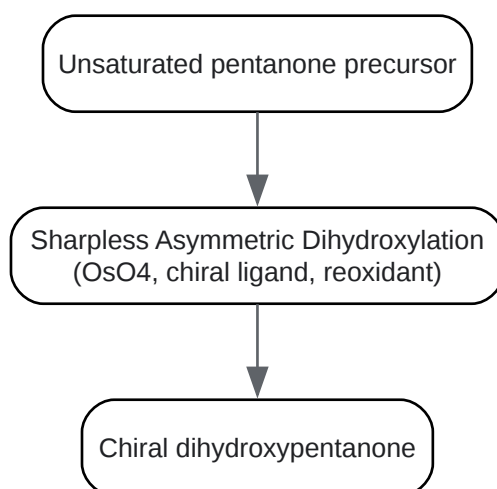 Unsaturated pentanone precursor
Sharpless Asymmetric Dihydroxylation
(OsO4, chiral ligand, reoxidant)
Chiral dihydroxypentanone